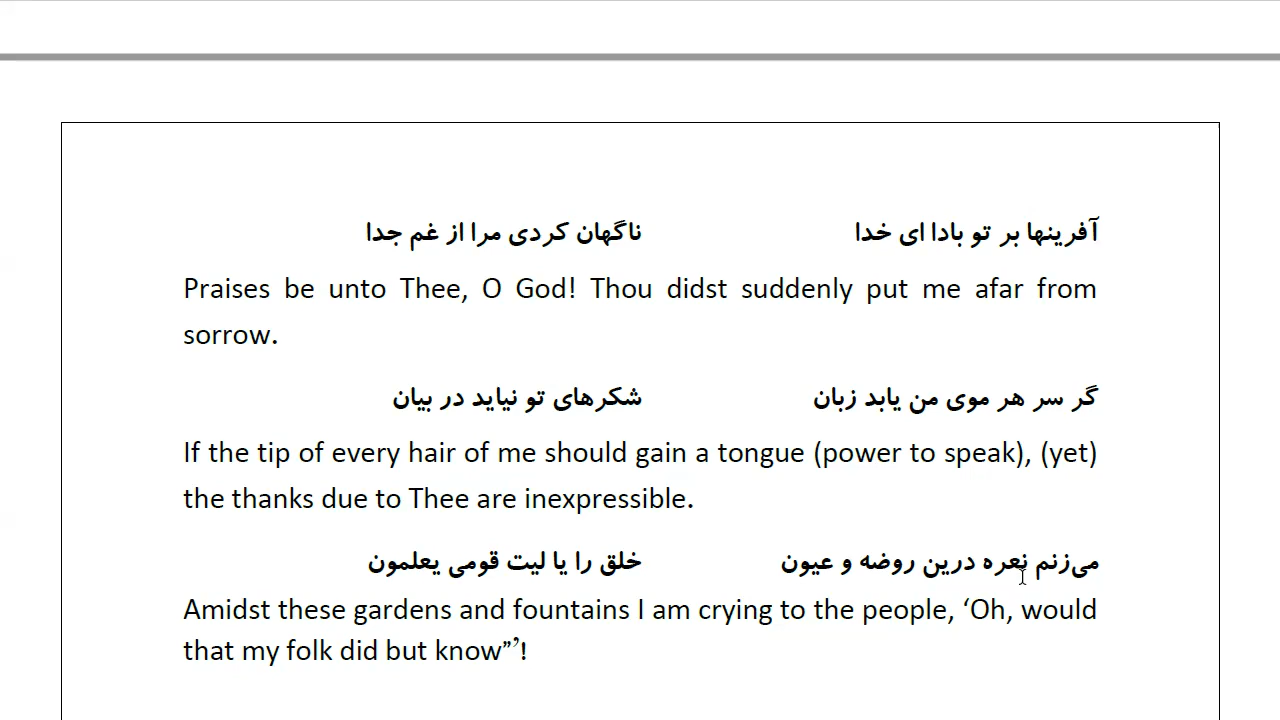 آفرینها بر تو بادا ای خدا ناگهان کردی مرا از غم جدا
Praises be unto Thee, O God! Thou didst suddenly put me afar from
sorrow.
گر سر هر موی من یابد زبان شکرهای تو نیاید در بیان
If the tip of every hair of me should gain a tongue (power to speak), (yet)
the thanks due to Thee are inexpressible.
می‌زنم نعره درین روضه و عیون خلق را یا لیت قومی یعلمون
Amidst these gardens and fountains I am crying to the people, ‘Oh, would
that my folk did but know”’!